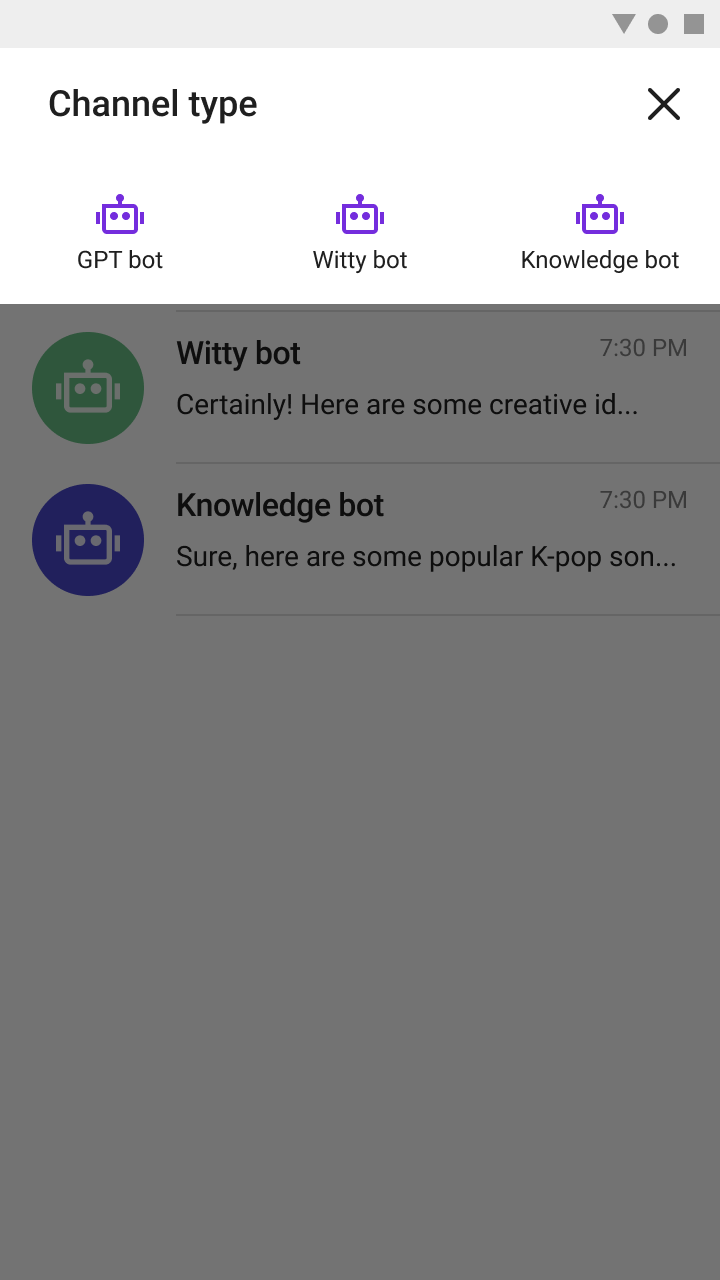 Channel type
GPT bot
Witty bot
Knowledge bot
Witty bot
7:30 PM
Certainly! Here are some creative id...
Knowledge bot
7:30 PM
Sure, here are some popular K-pop son...